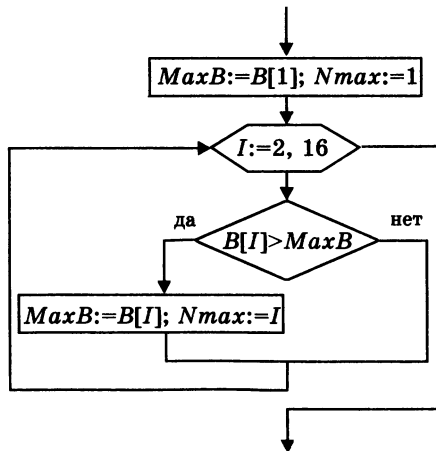 MaxB:=B[1]; Nmax:=1
I:=2, 16
да
нет
B[I]>MaxB
MaxB:=B[I]; Nmax:=I